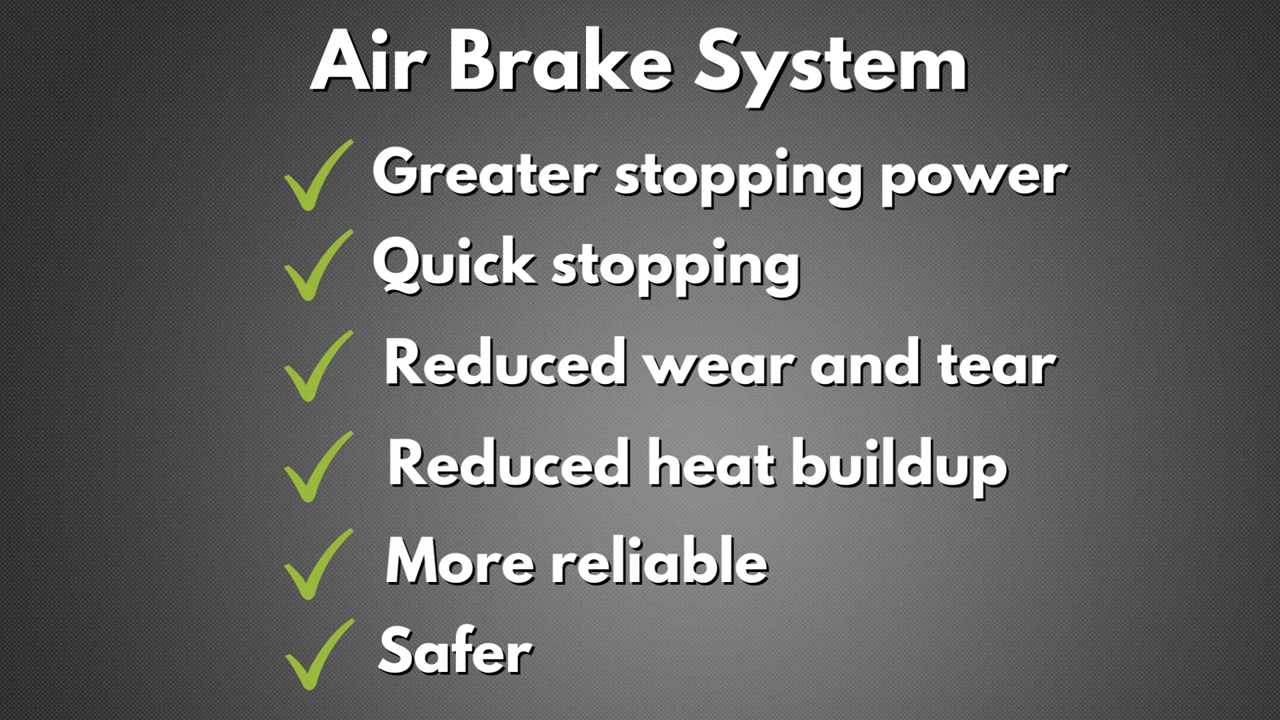 Air Brake System
Greater stopping power
Quick stopping
Reduced wear and tear
Reduced heat buildup
More reliable
Safer